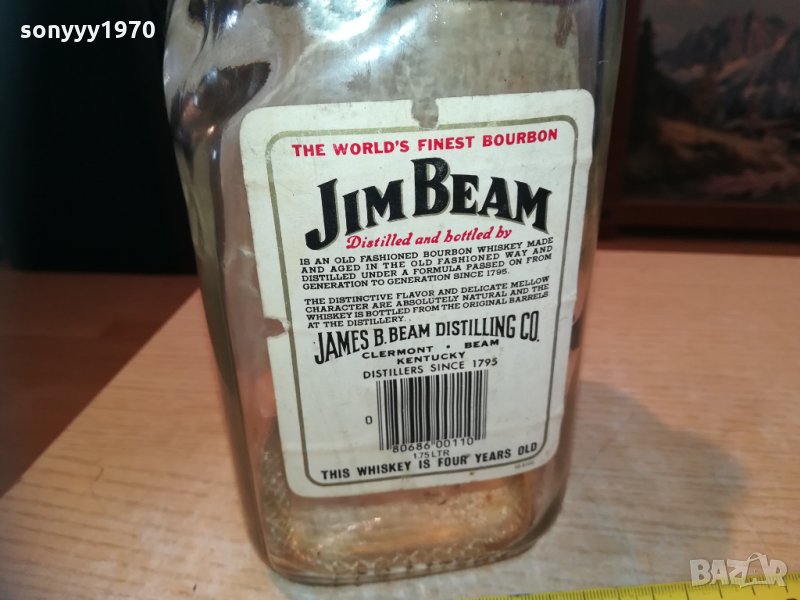 sonyyy1970
THE WORLD'S FINEST BOURBON
JIM BEAM
Distilled and bottled by
IS AN OLD FASHIONED BOURBON WHISKEY MADE
AND AGED IN THE OLD FASHIONED WAY AND
DISTILLED UNDER A FORMULA PASSED ON FROM
GENERATION TO GENERATION SINCE 1795.
THE DISTINCTIVE FLAVOR AND DELICATE MELLOW
CHARACTER ARE ABSOLUTELY NATURAL AND THE
WHISKEY IS BOTTLED FROM THE ORIGINAL BARRELS
AT THE DISTILLERY.
JAMES B. BEAM DISTILLING CO.
CLERMONT • BEAM
KENTUCKY
DISTILLERS SINCE 1795
0
80686 00110
1.75 LTR
THIS WHISKEY IS FOUR YEARS OLD
BAZAR